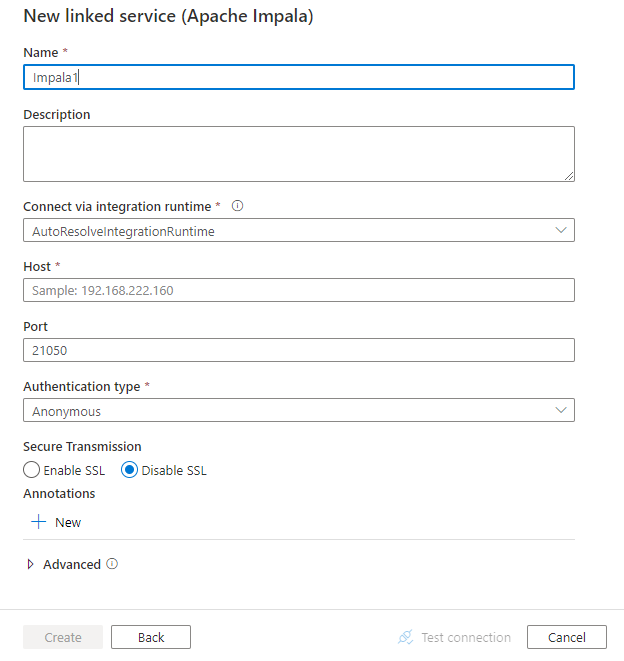 New linked service (Apache Impala)
Name *
Impala1
Description
Connect via integration runtime *
AutoResolveIntegrationRuntime
Host *
Sample: 192.168.222.160
Port
21050
Authentication type *
Anonymous
Secure Transmission
Enable SSL Disable SSL
Annotations
New
Advanced
Create Back Test connection Cancel